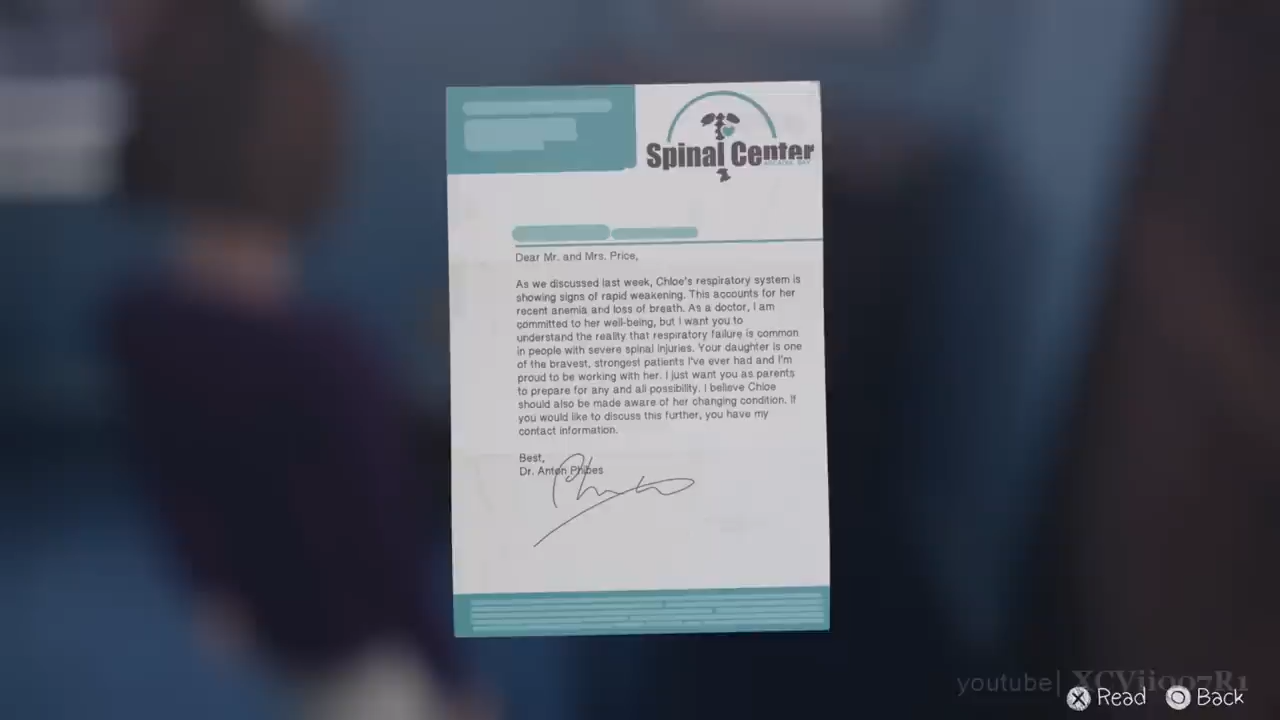 Spinal Center
ARCADIA BAY
Dear Mr. and Mrs. Price,
As we discussed last week, Chloe's respiratory system is
showing signs of rapid weakening. This accounts for her
recent anemia and loss of breath. As a doctor, I am
committed to her well-being, but I want you to
understand the reality that respiratory failure is common
in people with severe spinal injuries. Your daughter is one
of the bravest, strongest patients I've ever had and I'm
proud to be working with her. I just want you as parents
to prepare for any and all possibility. I believe Chloe
should also be made aware of her changing condition. If
you would like to discuss this further, you have my
contact information.
Best,
Dr. Anton Phibes
youtube| XCVii007R1
Read Back